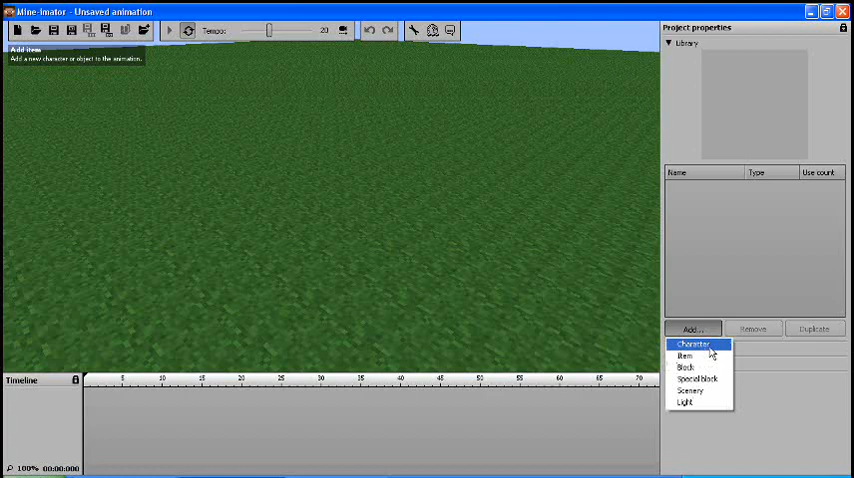 Mine-imator - Unsaved animation
Tempo: 20
Add item
Add a new character or object to the animation.
Project properties
Library
Name Type Use count
Add... Remove Duplicate
Character
Item
Block
Special block
Scenery
Light
Timeline
5 10 15 20 25 30 35 40 45 50 55 60 65 70
100% 00:00:000